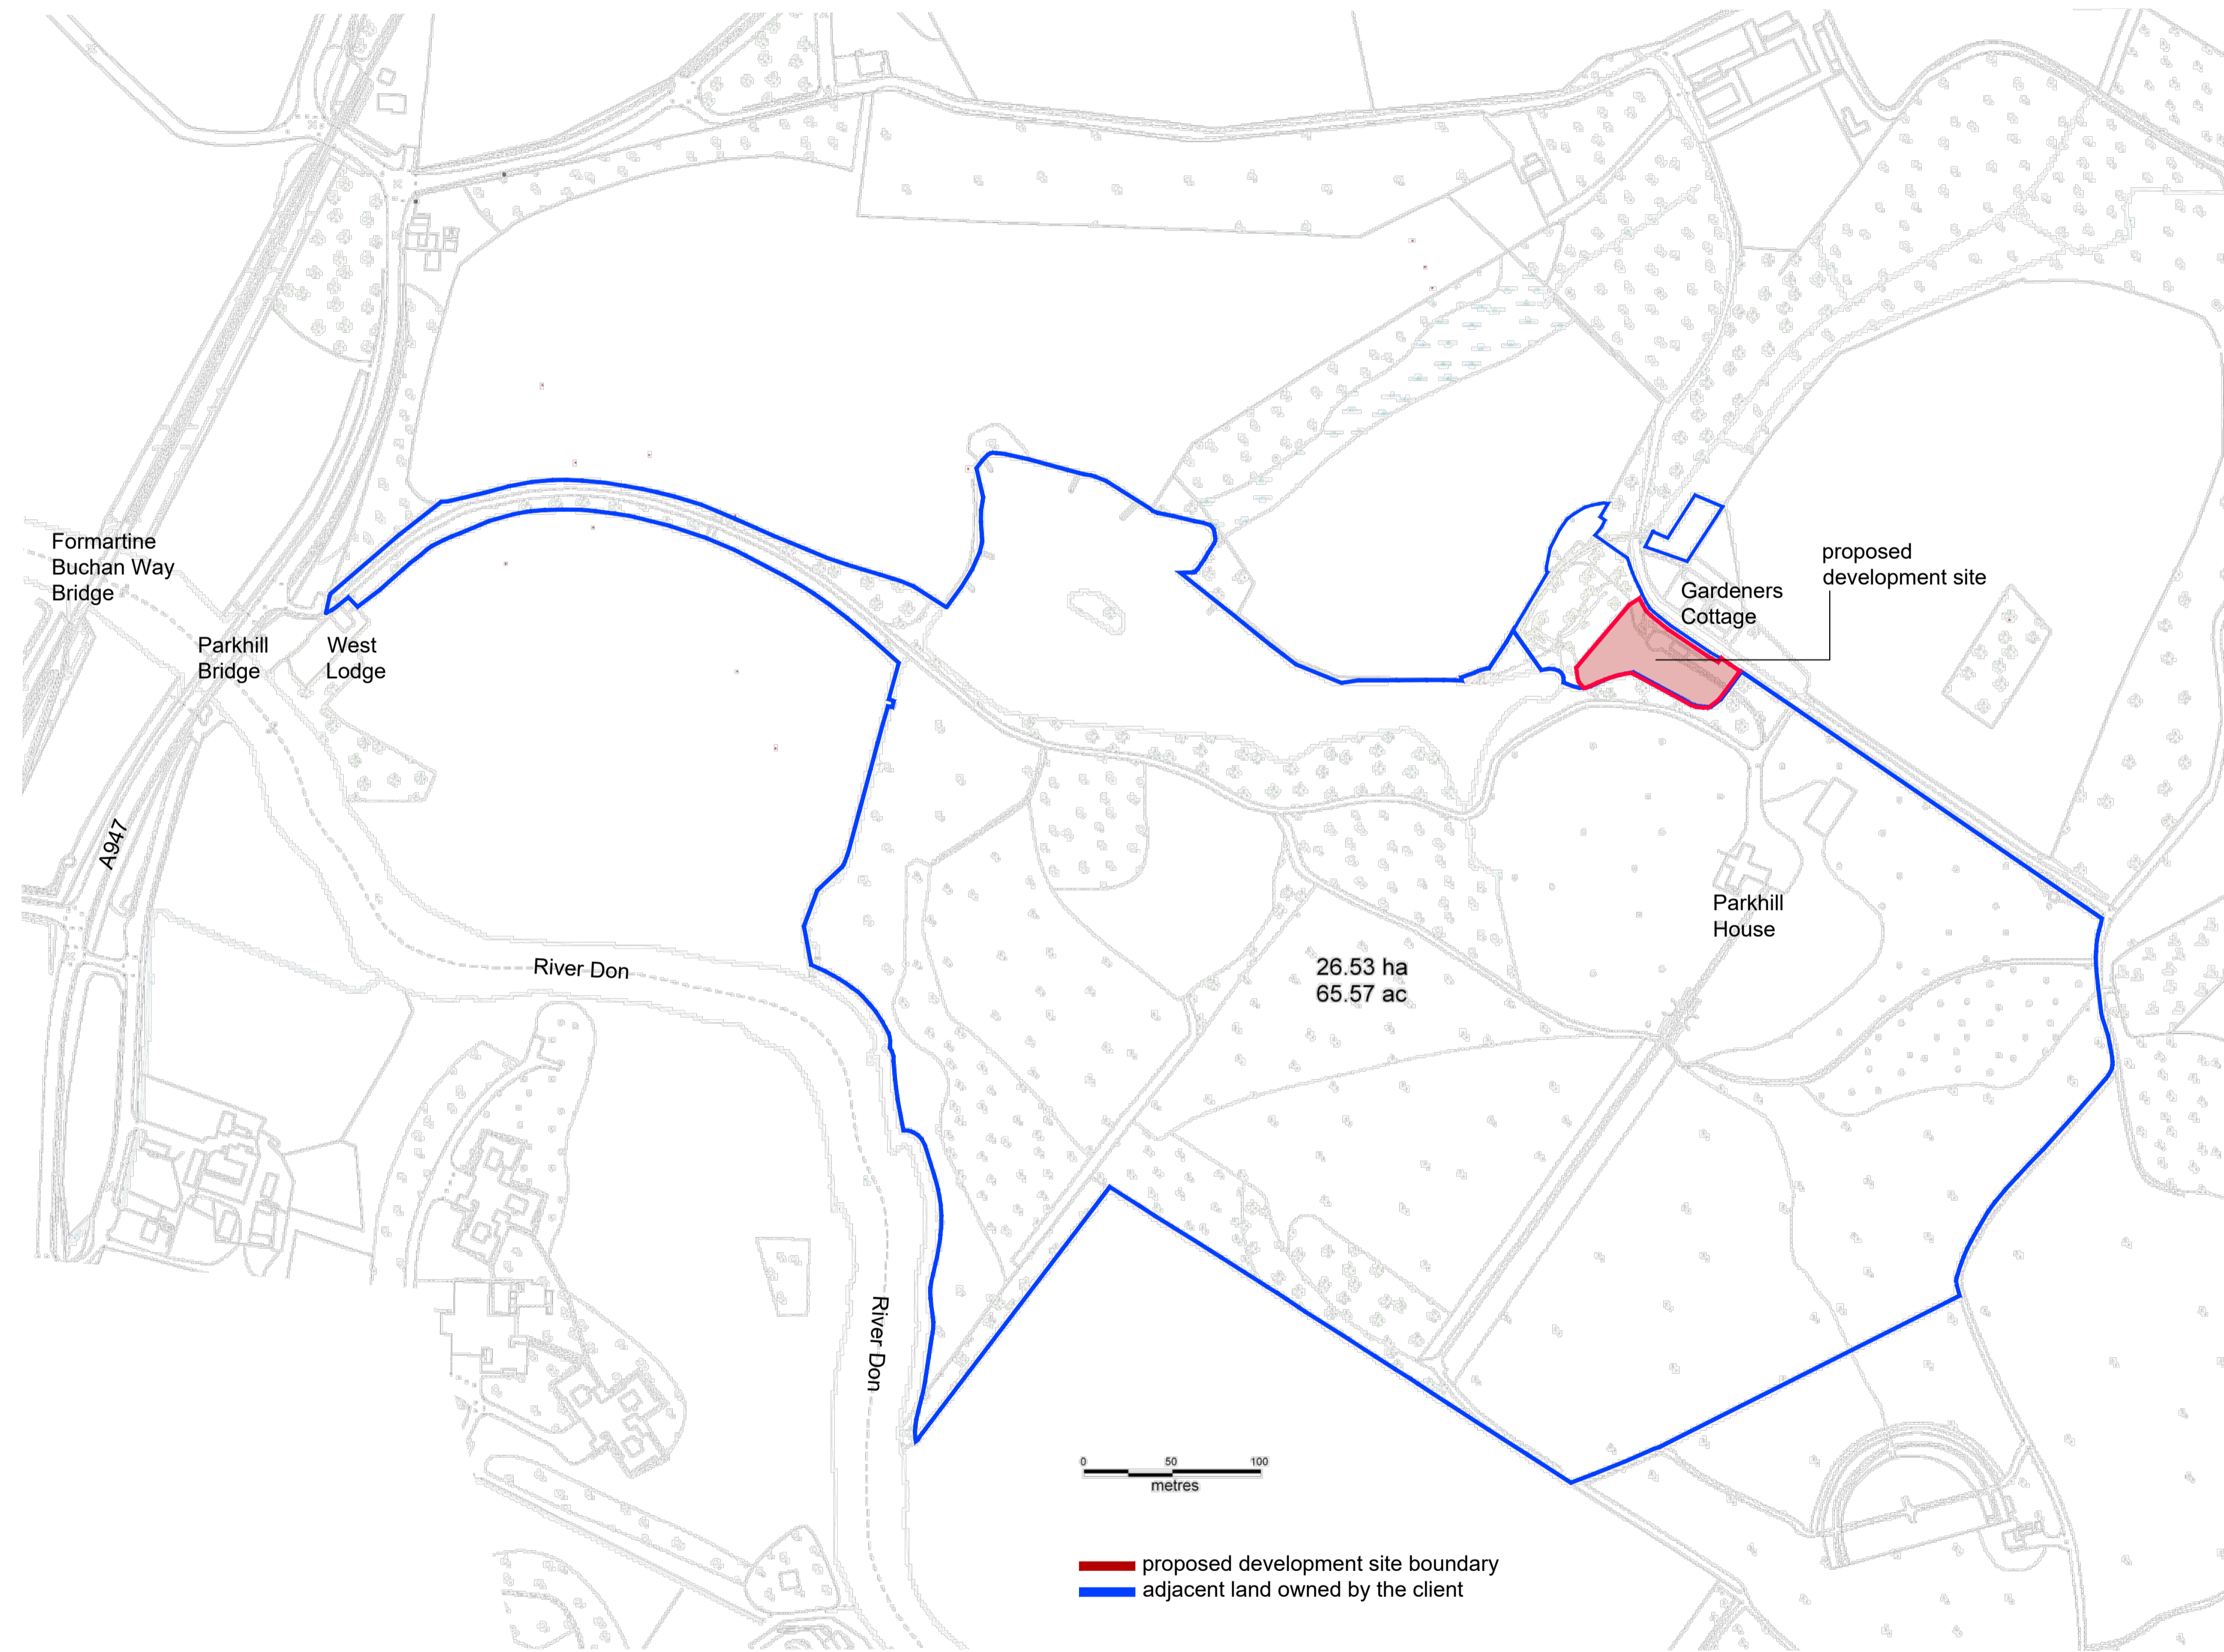 Formartine
Buchan Way
Bridge
Parkhill
Bridge
West
Lodge
A947
River Don
River Don
proposed
development site
Gardeners
Cottage
Parkhill
House
26.53 ha
65.57 ac
0 50 100
metres
proposed development site boundary
adjacent land owned by the client